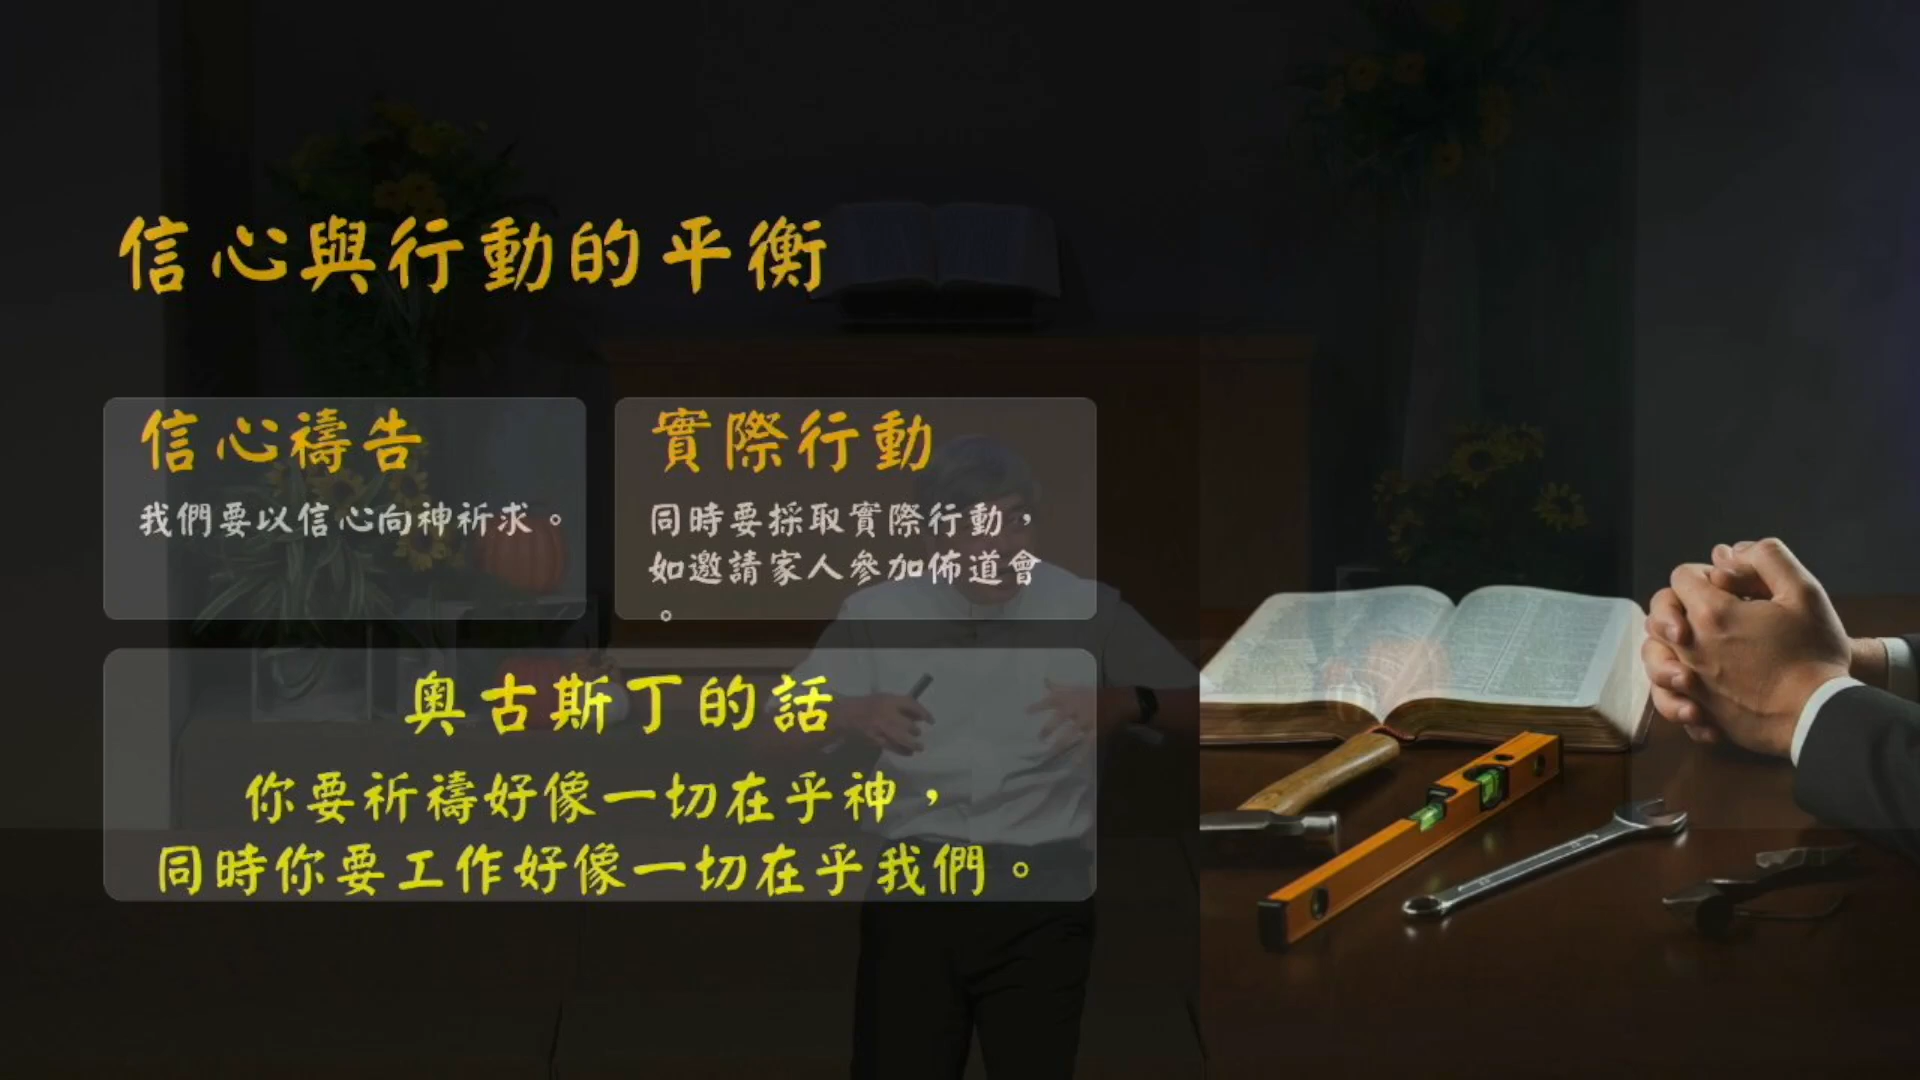 信心與行動的平衡
信心禱告
我們要以信心向神祈求。
實際行動
同時要採取實際行動，
如邀請家人參加佈道會
。
奧古斯丁的話
你要祈禱好像一切在乎神，
同時你要工作好像一切在乎我們。